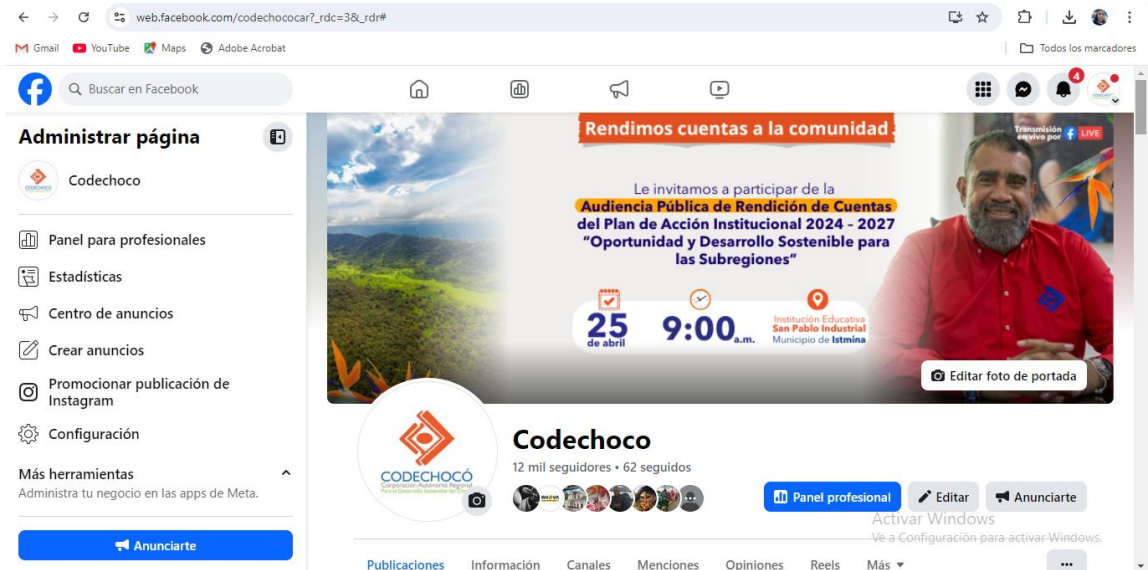 web.facebook.com/codechococar?_rdc=3&_rdr#
Gmail YouTube Maps Adobe Acrobat Todos los marcadores
Buscar en Facebook
4
Administrar página
Codechoco
Panel para profesionales
Estadísticas
Centro de anuncios
Crear anuncios
Promocionar publicación de
Instagram
Configuración
Más herramientas
Administra tu negocio en las apps de Meta.
Anunciarte
Rendimos cuentas a la comunidad
Transmisión
en vivo por LIVE
Le invitamos a participar de la
Audiencia Pública de Rendición de Cuentas
del Plan de Acción Institucional 2024 - 2027
"Oportunidad y Desarrollo Sostenible para
las Subregiones"
25
de abril
9:00 a.m.
Institución Educativa
San Pablo Industrial
Municipio de Istmina
Editar foto de portada
CODECHOCÓ
Corporación Autónoma Regional
Codechoco
12 mil seguidores • 62 seguidos
Panel profesional Editar Anunciarte
Activar Windows
Ve a Configuración para activar Windows.
Publicaciones Información Canales Menciones Opiniones Reels Más